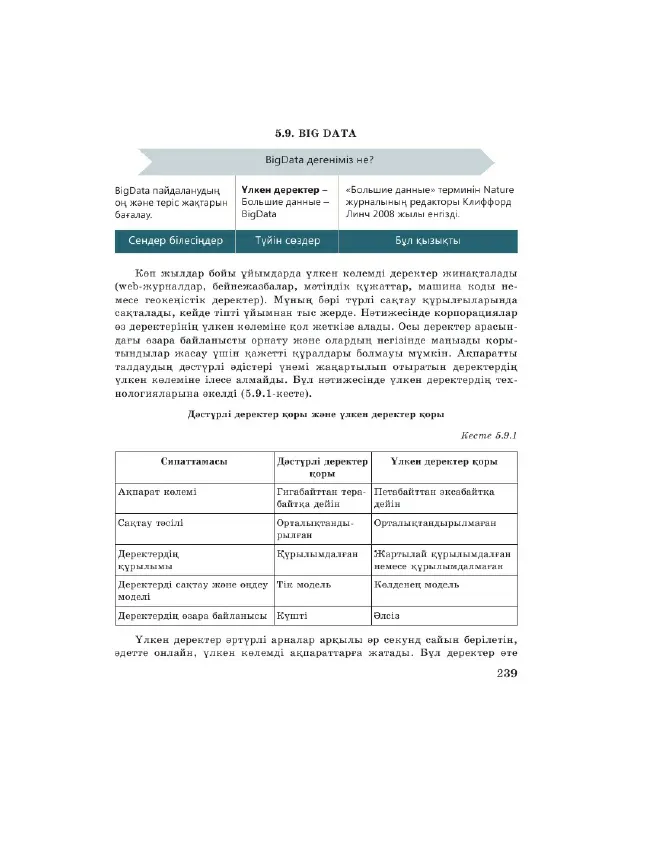 5.9. BIG DATA
BigData дегеніміз не?
BigData пайдаланудың
оң және теріс жақтарын
бағалау.
Үлкен деректер –
Большие данные –
BigData
«Большие данные» терминін Nature
журналының редакторы Клиффорд
Линч 2008 жылы енгізді.
Сендер білесіңдер
Түйін сөздер
Бұл қызықты
Көп жылдар бойы ұйымдарда үлкен көлемді деректер жинақталады
(web-журналдар, бейнежазбалар, мәтіндік құжаттар, машина коды не-
месе геокеңістік деректер). Мұның бәрі түрлі сақтау құрылғыларында
сақталады, кейде тіпті ұйымнан тыс жерде. Нәтижесінде корпорациялар
өз деректерінің үлкен көлеміне қол жеткізе алады. Осы деректер арасын-
дағы өзара байланысты орнату және олардың негізінде маңызды қоры-
тындылар жасау үшін қажетті құралдары болмауы мүмкін. Ақпаратты
талдаудың дәстүрлі әдістері үнемі жаңартылып отыратын деректердің
үлкен көлеміне ілесе алмайды. Бұл нәтижесінде үлкен деректердің тех-
нологияларына әкелді (5.9.1-кесте).
Дәстүрлі деректер қоры және үлкен деректер қоры
Кесте 5.9.1
Сипаттамасы
Дәстүрлі деректер
қоры
Үлкен деректер қоры
Ақпарат көлемі
Гигабайттан тера-
байтқа дейін
Петабайттан эксабайтқа
дейін
Сақтау тәсілі
Орталықтанды-
рылған
Орталықтандырылмаған
Деректердің
құрылымы
Құрылымдалған
Жартылай құрылымдалған
немесе құрылымдалмаған
Деректерді сақтау және өңдеу
моделі
Тік модель
Көлденең модель
Деректердің өзара байланысы
Күшті
Әлсіз
Үлкен деректер әртүрлі арналар арқылы әр секунд сайын берілетін,
әдетте онлайн, үлкен көлемді ақпараттарға жатады. Бұл деректер өте
239